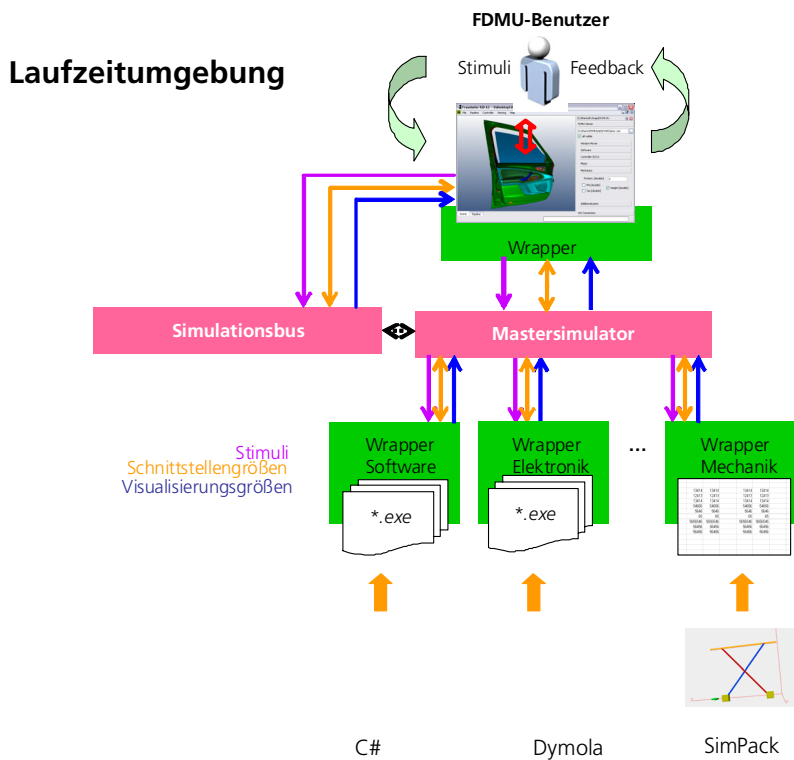 FDMU-Benutzer
Laufzeitumgebung
Stimuli
Feedback
Wrapper
Simulationsbus
Mastersimulator
Stimuli
Schnittstellengrößen
Visualisierungsgrößen
Wrapper
Software
*.exe
Wrapper
Elektronik
*.exe
...
Wrapper
Mechanik
C#
Dymola
SimPack